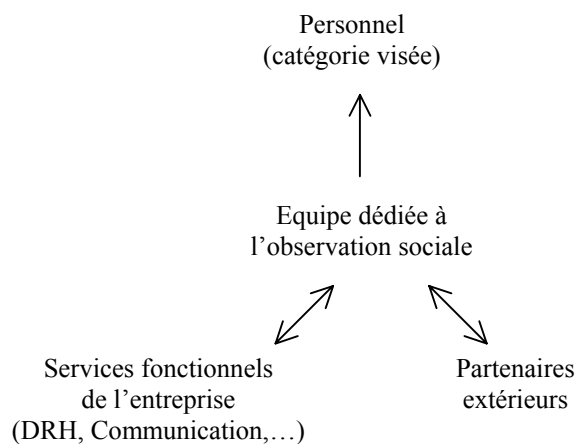 Personnel
(catégorie visée)
Equipe dédiée à
l’observation sociale
Services fonctionnels
de l’entreprise
(DRH, Communication,…)
Partenaires
extérieurs